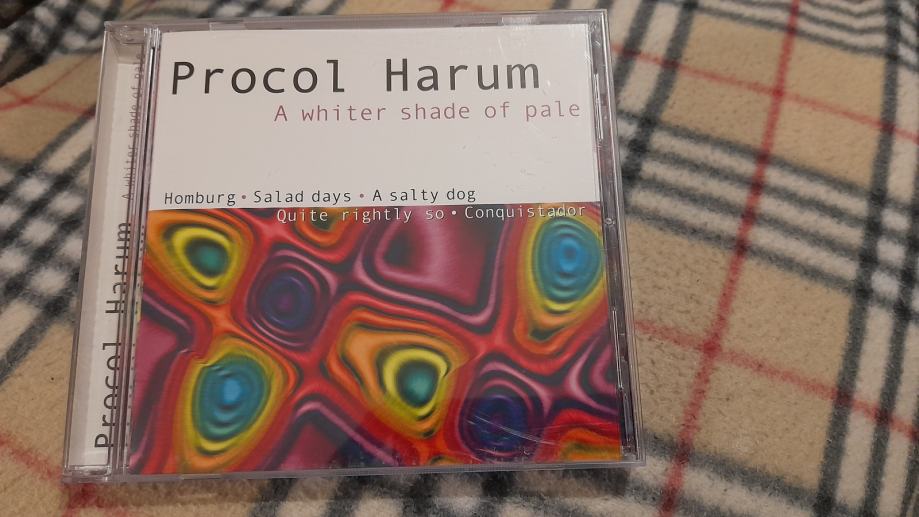 Procol Harum
A whiter shade of pale
Homburg • Salad days • A salty dog
Quite rightly so • Conquistador
Procol Harum A whiter shade of pale